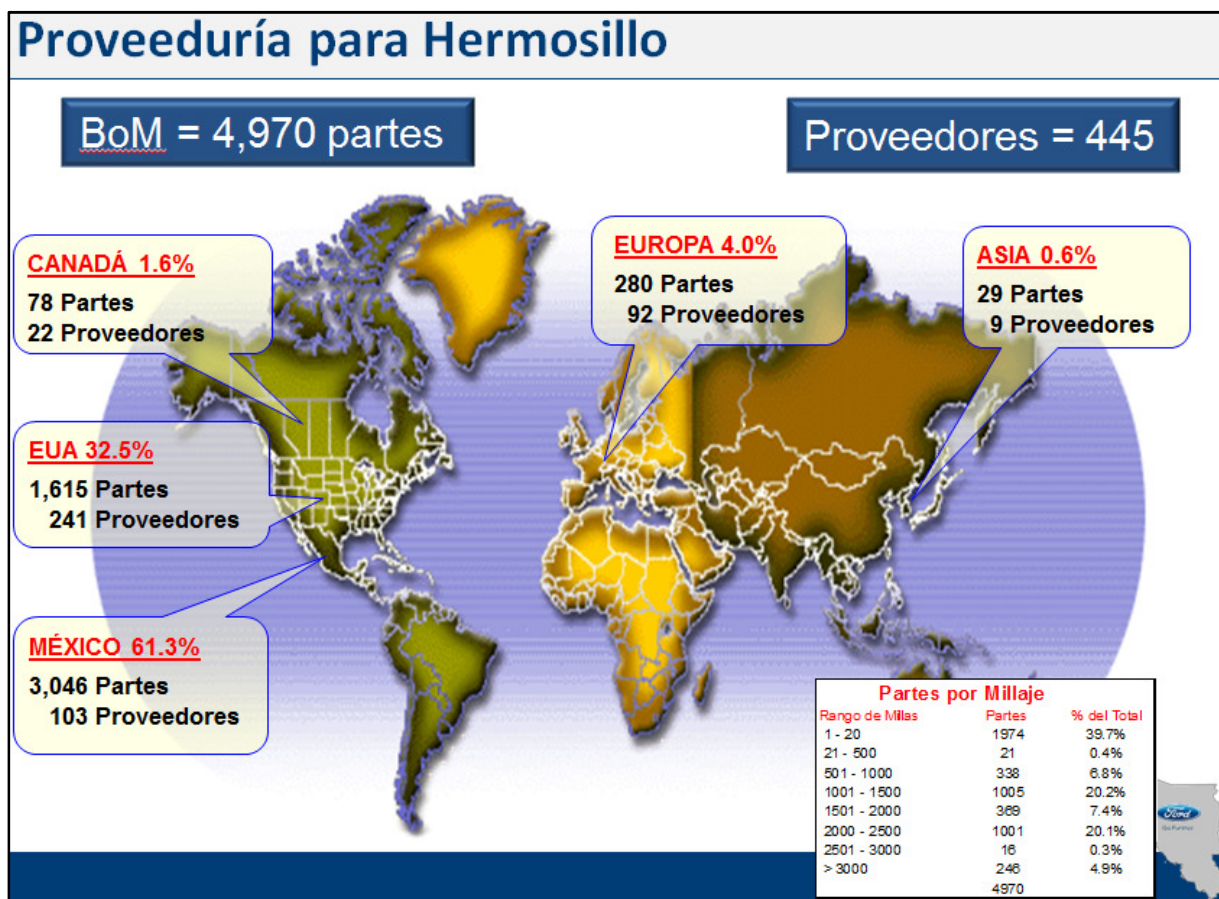 Proveeduría para Hermosillo
BoM = 4,970 partes
Proveedores = 445
CANADÁ 1.6%
78 Partes
22 Proveedores
EUROPA 4.0%
280 Partes
92 Proveedores
ASIA 0.6%
29 Partes
9 Proveedores
EUA 32.5%
1,615 Partes
241 Proveedores
MÉXICO 61.3%
3,046 Partes
103 Proveedores
Partes por Millaje
Rango de Millas Partes % del Total
1 - 20 1974 39.7%
21 - 500 21 0.4%
501 - 1000 338 6.8%
1001 - 1500 1005 20.2%
1501 - 2000 369 7.4%
2000 - 2500 1001 20.1%
2501 - 3000 16 0.3%
> 3000 246 4.9%
4970
Ford
Go Further